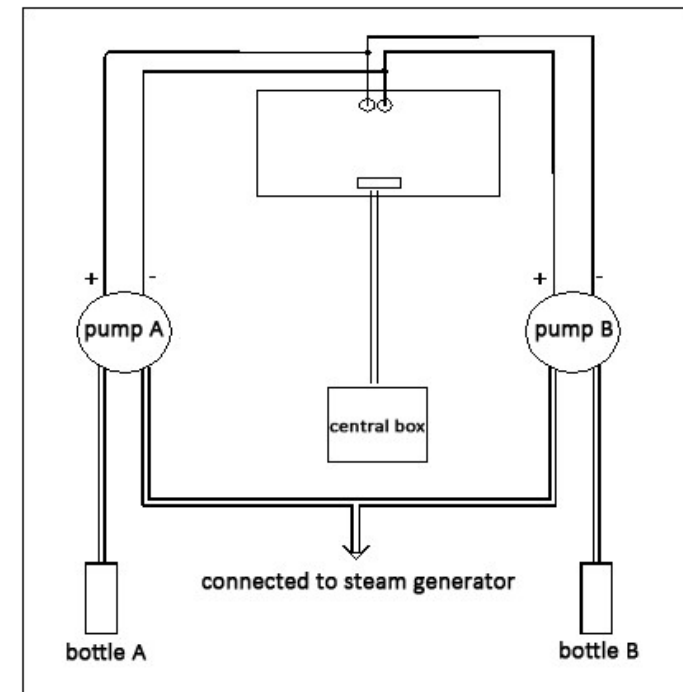 + - + -
pump A pump B
central box
connected to steam generator
bottle A bottle B